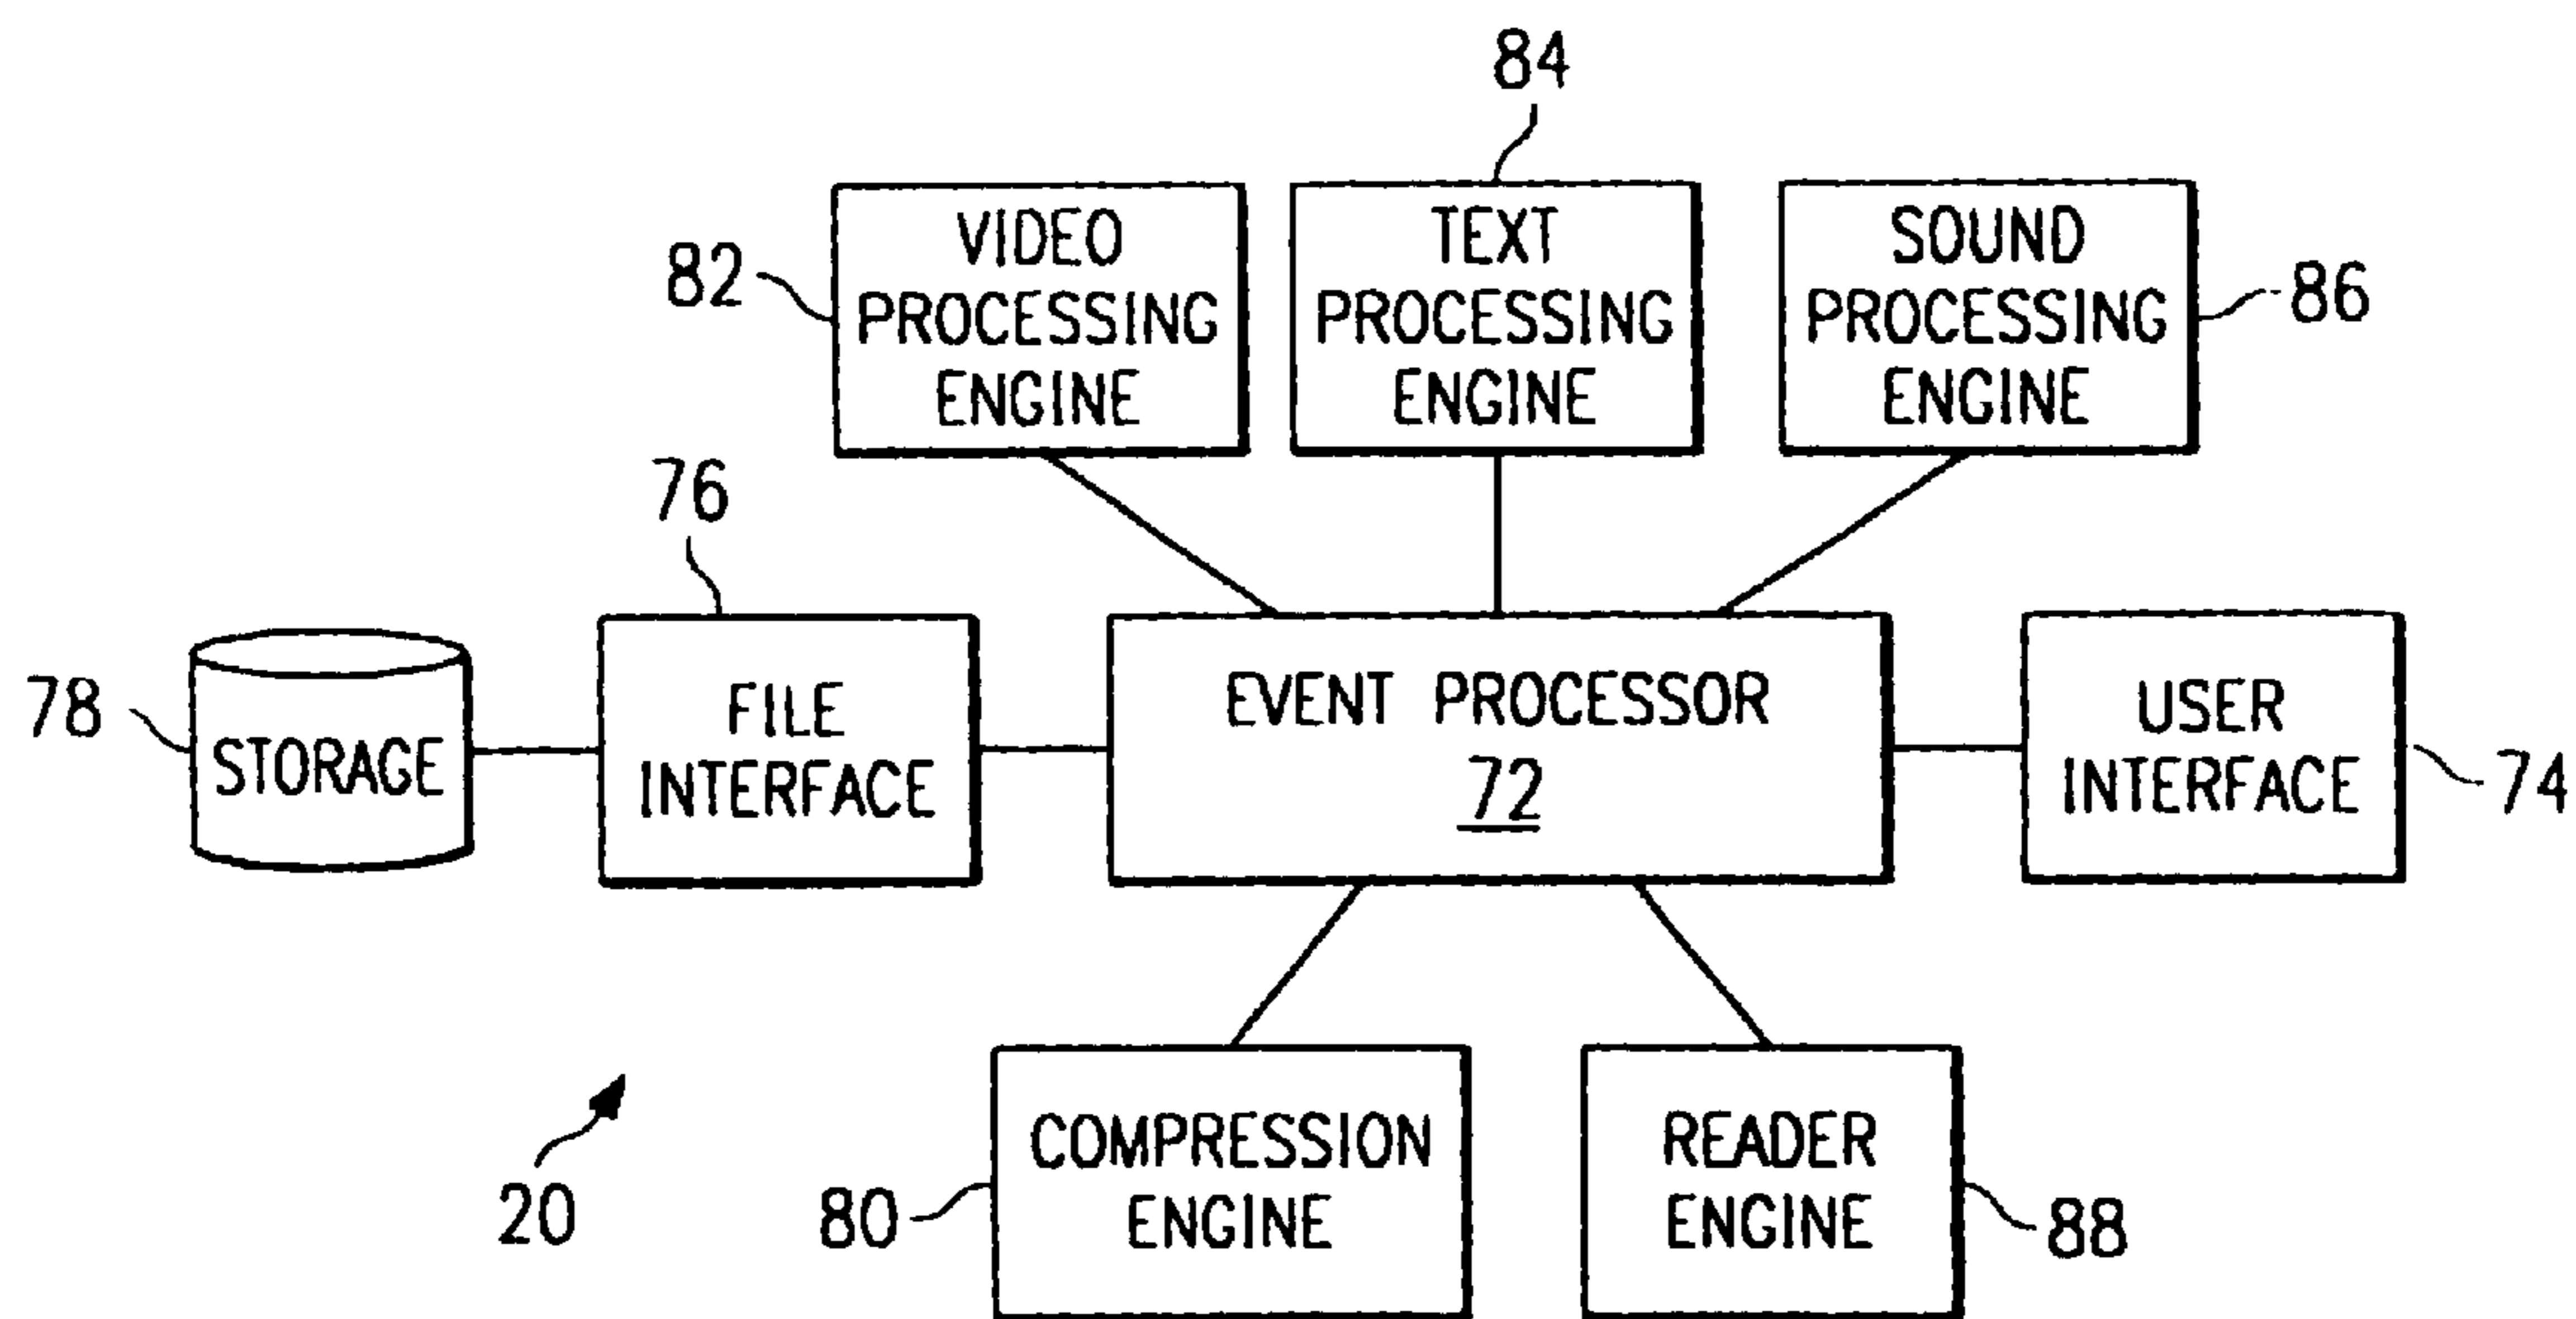 84
VIDEO
PROCESSING
ENGINE
82
TEXT
PROCESSING
ENGINE
SOUND
PROCESSING
ENGINE
86
76
78
STORAGE
FILE
INTERFACE
EVENT PROCESSOR
72
USER
INTERFACE
74
20
80
COMPRESSION
ENGINE
READER
ENGINE
88